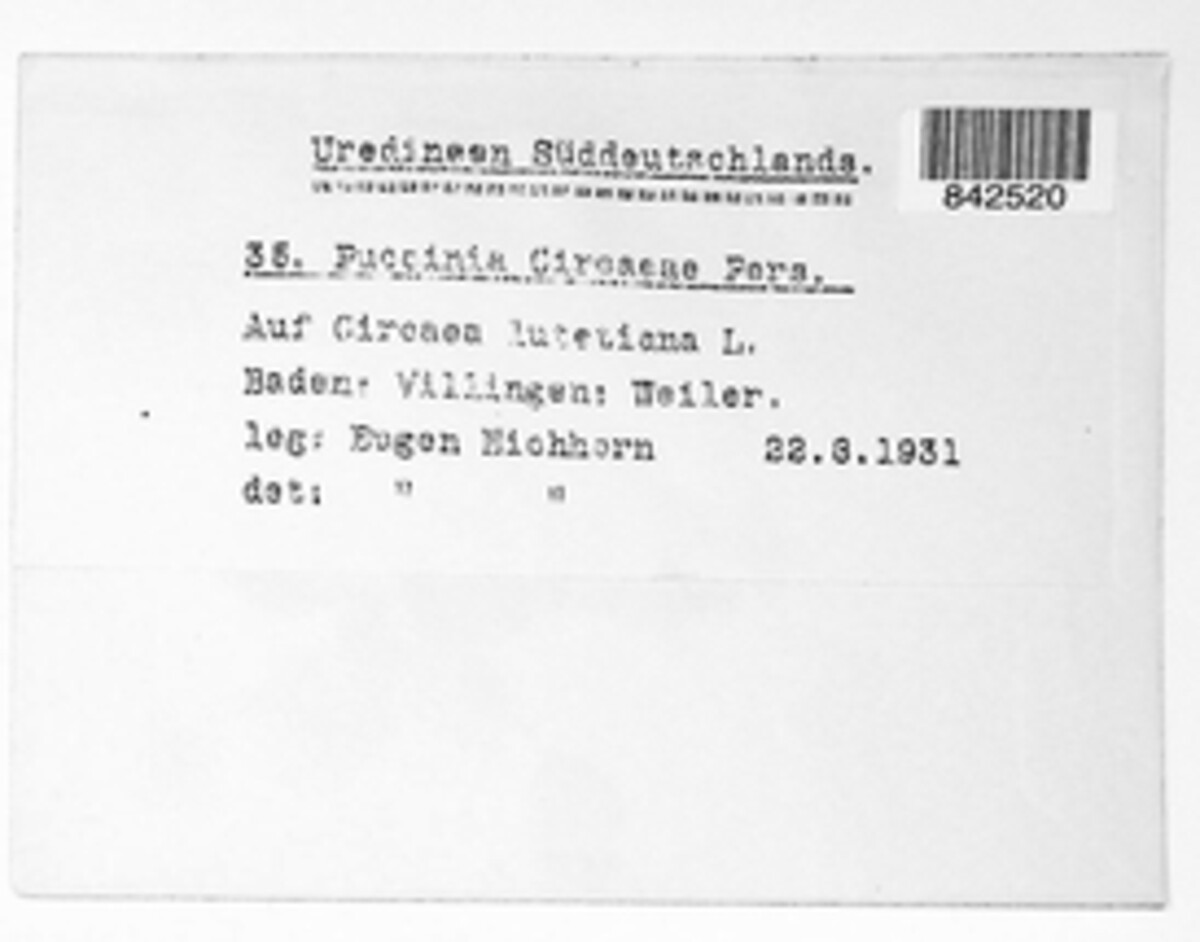 Uredineen Süddeutschlands.
842520
35. Puccinia Circaeae Pers.
Auf Circaea lutetiana L.
Baden: Villingen: Weiler.
leg: Eugen Eichhorn 22.8.1931
det: " "